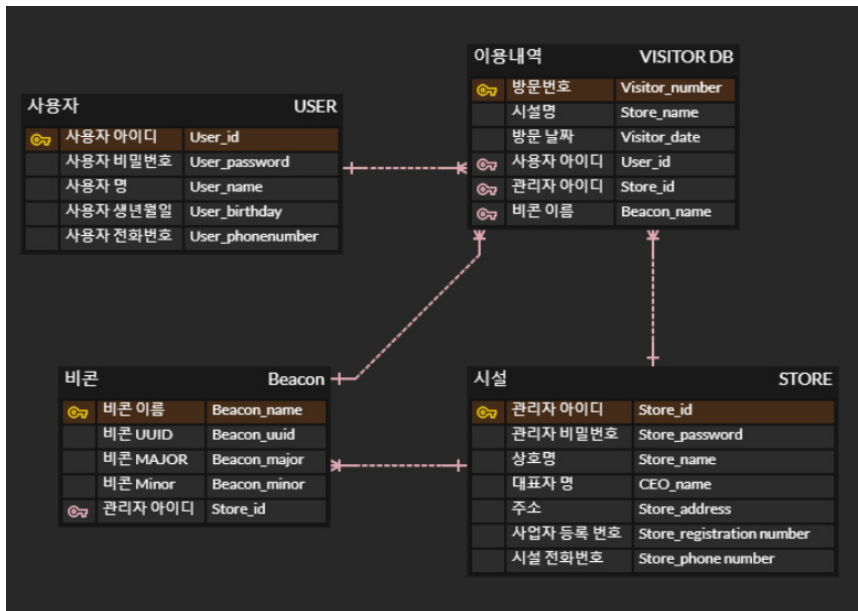 사용자 USER
사용자 아이디 User_id
사용자 비밀번호 User_password
사용자 명 User_name
사용자 생년월일 User_birthday
사용자 전화번호 User_phonenumber
이용내역 VISITOR DB
방문번호 Visitor_number
시설명 Store_name
방문 날짜 Visitor_date
사용자 아이디 User_id
관리자 아이디 Store_id
비콘 이름 Beacon_name
비콘 Beacon
비콘 이름 Beacon_name
비콘 UUID Beacon_uuid
비콘 MAJOR Beacon_major
비콘 Minor Beacon_minor
관리자 아이디 Store_id
시설 STORE
관리자 아이디 Store_id
관리자 비밀번호 Store_password
상호명 Store_name
대표자 명 CEO_name
주소 Store_address
사업자 등록 번호 Store_registration number
시설 전화번호 Store_phone number